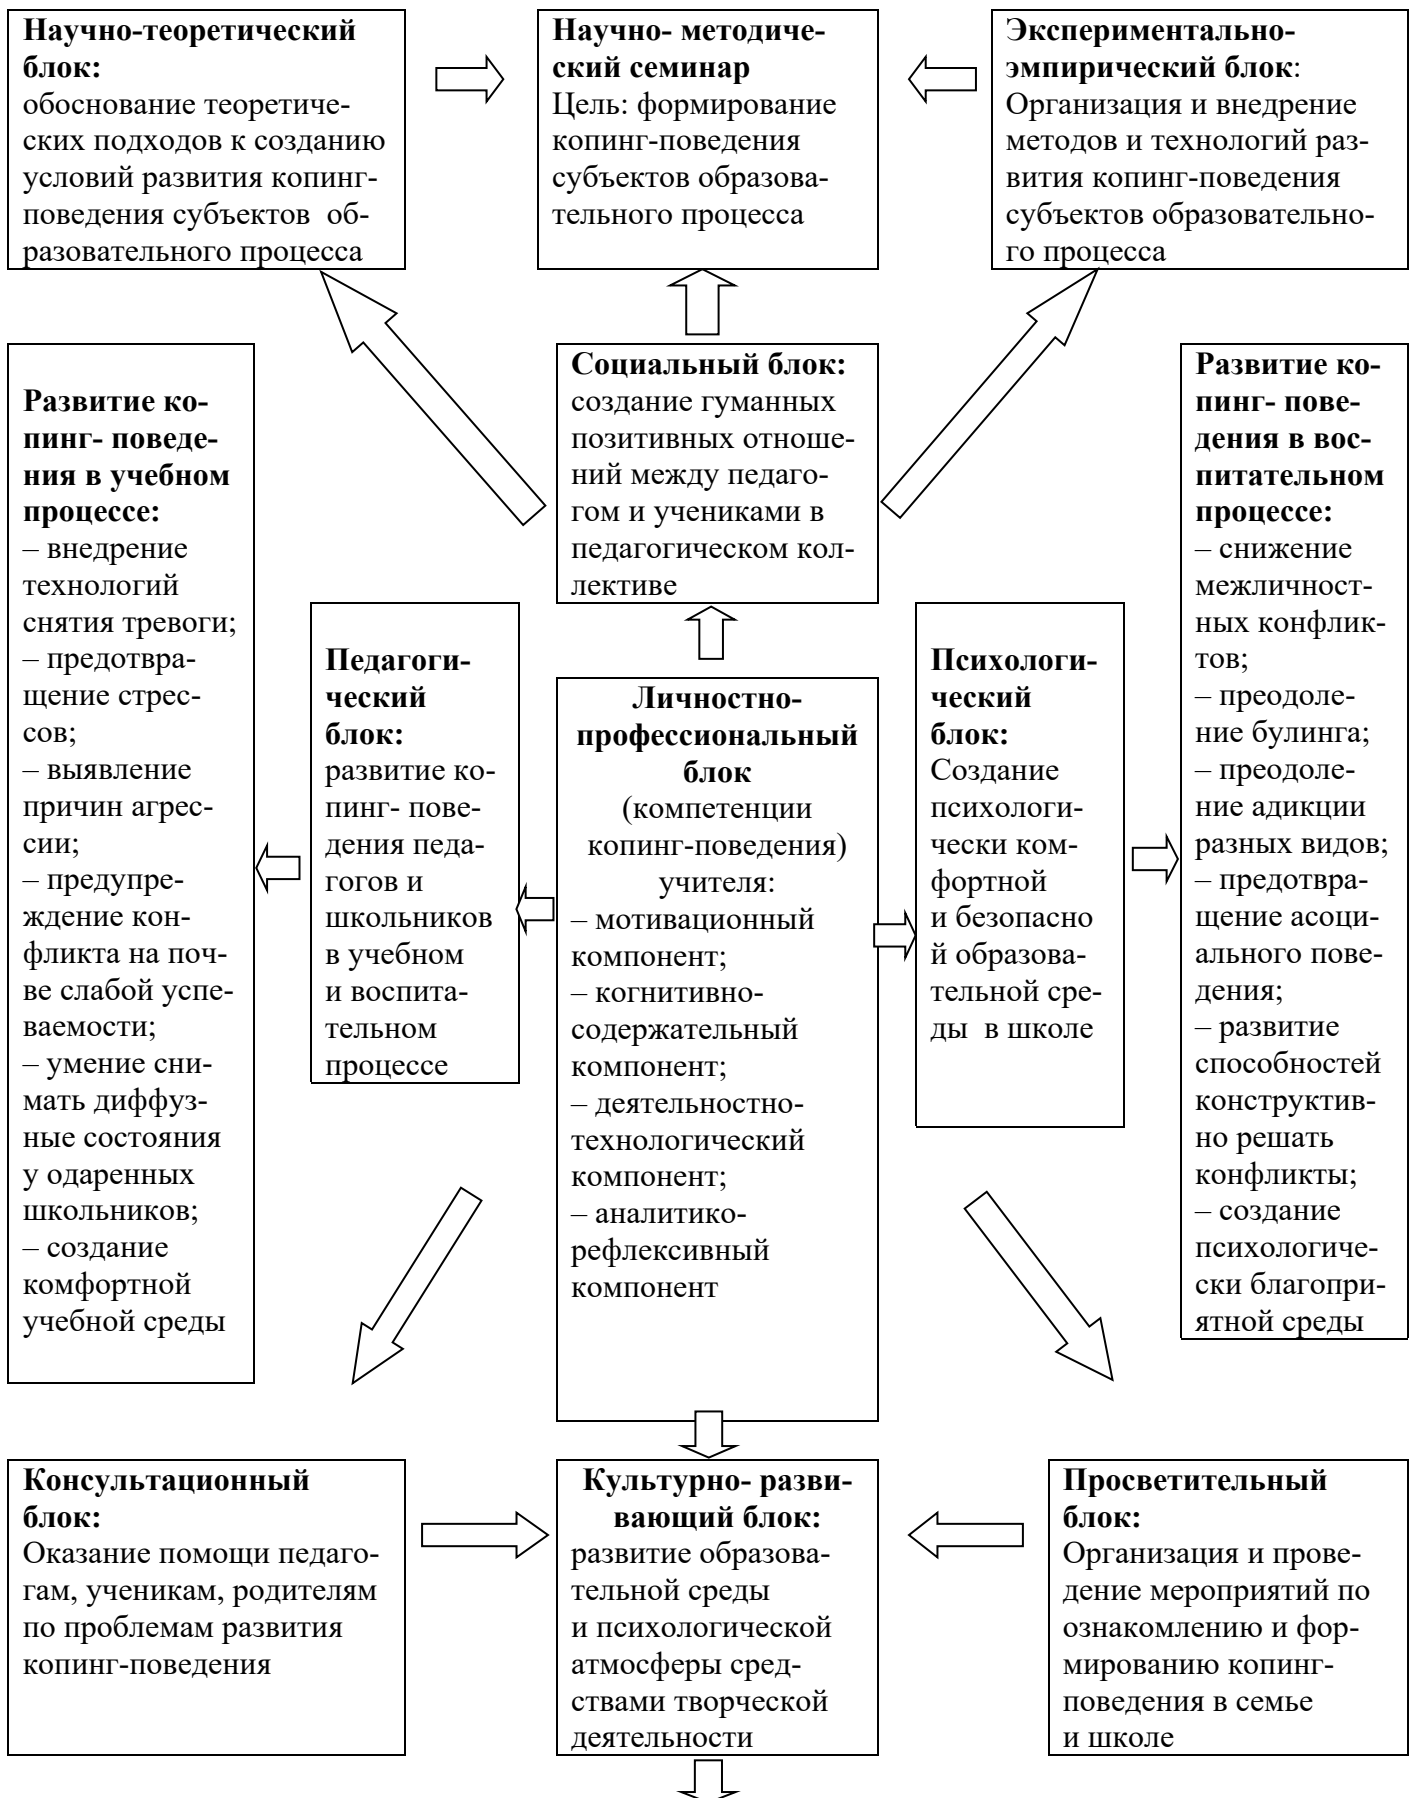 Научно-теоретический
блок:
обоснование теоретиче-
ских подходов к созданию
условий развития копинг-
поведения субъектов  об-
разовательного процесса
Научно- методиче-
ский семинар
Цель: формирование
копинг-поведения
субъектов образова-
тельного процесса
Экспериментально-
эмпирический блок:
Организация и внедрение
методов и технологий раз-
вития копинг-поведения
субъектов образовательно-
го процесса
Развитие ко-
пинг- поведе-
ния в учебном
процессе:
– внедрение
технологий
снятия тревоги;
– предотвра-
щение стрес-
сов;
– выявление
причин агрес-
сии;
– предупре-
ждение кон-
фликта на поч-
ве слабой успе-
ваемости;
– умение сни-
мать диффуз-
ные состояния
у одаренных
школьников;
– создание
комфортной
учебной среды
Педагоги-
ческий
блок:
развитие ко-
пинг- пове-
дения педа-
гогов и
школьников
в учебном
и воспита-
тельном
процессе
Социальный блок:
создание гуманных
позитивных отноше-
ний между педаго-
гом и учениками в
педагогическом кол-
лективе
Личностно-
профессиональный
блок
(компетенции
копинг-поведения)
учителя:
– мотивационный
компонент;
– когнитивно-
содержательный
компонент;
– деятельностно-
технологический
компонент;
– аналитико-
рефлексивный
компонент
Психологи-
ческий
блок:
Создание
психологи-
чески ком-
фортной
и безопасно
й образова-
тельной сре-
ды  в школе
Развитие ко-
пинг- пове-
дения в вос-
питательном
процессе:
– снижение
межличност-
ных конфлик-
тов;
– преодоле-
ние булинга;
– преодоле-
ние адикции
разных видов;
– предотвра-
щение асоци-
ального пове-
дения;
– развитие
способностей
конструктив-
но решать
конфликты;
– создание
психологиче-
ски благопри-
ятной среды
Консультационный
блок:
Оказание помощи педаго-
гам, ученикам, родителям
по проблемам развития
копинг-поведения
Культурно- разви-
вающий блок:
развитие образова-
тельной среды
и психологической
атмосферы сред-
ствами творческой
деятельности
Просветительный
блок:
Организация и прове-
дение мероприятий по
ознакомлению и фор-
мированию копинг-
поведения в семье
и школе